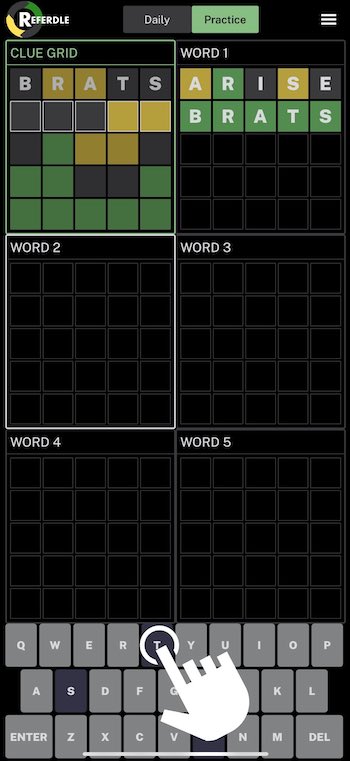 REFERDLE
Daily
Practice
CLUE GRID
WORD 1
B R A T S
A R I S E
B R A T S
WORD 2
WORD 3
WORD 4
WORD 5
Q W E R T Y U I O P
A S D F G K L
ENTER Z X C V N M DEL